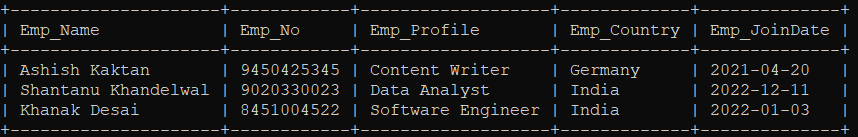 +---------------------+------------+-------------------+-------------+--------------+
| Emp_Name            | Emp_No     | Emp_Profile       | Emp_Country | Emp_JoinDate |
+---------------------+------------+-------------------+-------------+--------------+
| Ashish Kaktan       | 9450425345 | Content Writer    | Germany     | 2021-04-20   |
| Shantanu Khandelwal | 9020330023 | Data Analyst      | India       | 2022-12-11   |
| Khanak Desai        | 8451004522 | Software Engineer | India       | 2022-01-03   |
+---------------------+------------+-------------------+-------------+--------------+